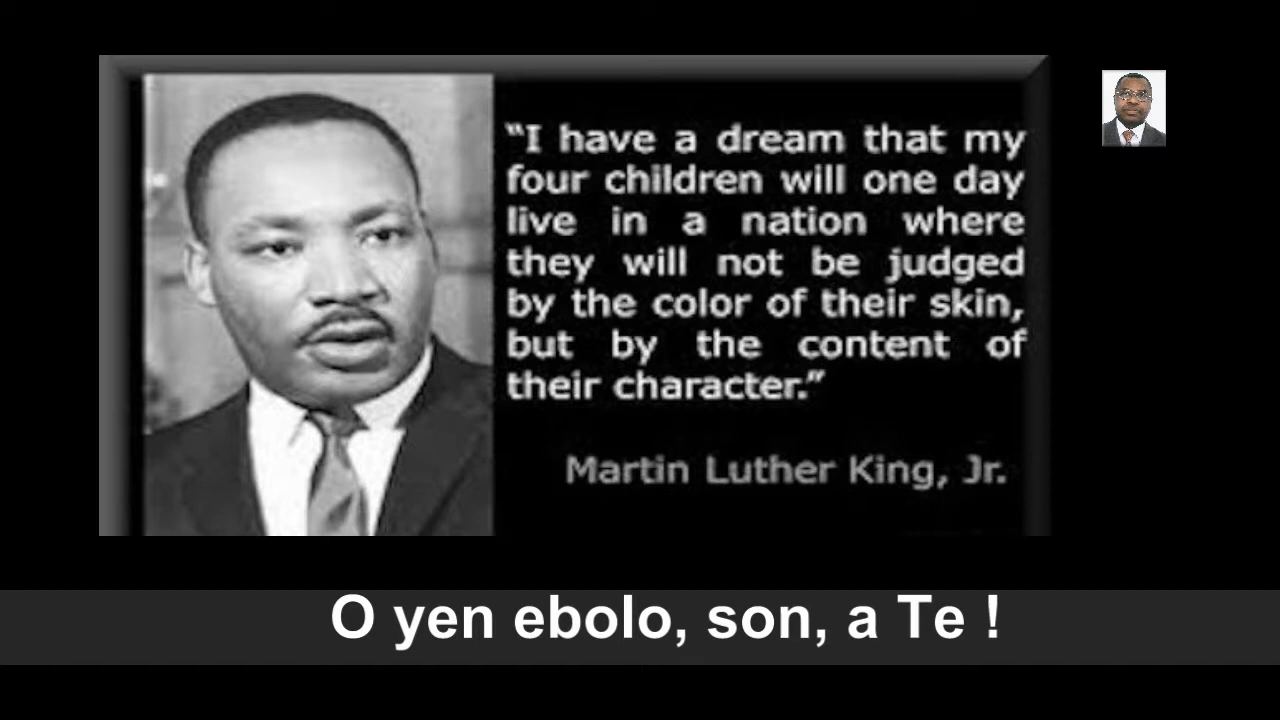 “I have a dream that my
four children will one day
live in a nation where
they will not be judged
by the color of their skin,
but by the content of
their character.”
Martin Luther King, Jr.
O yen ebolo, son, a Te !